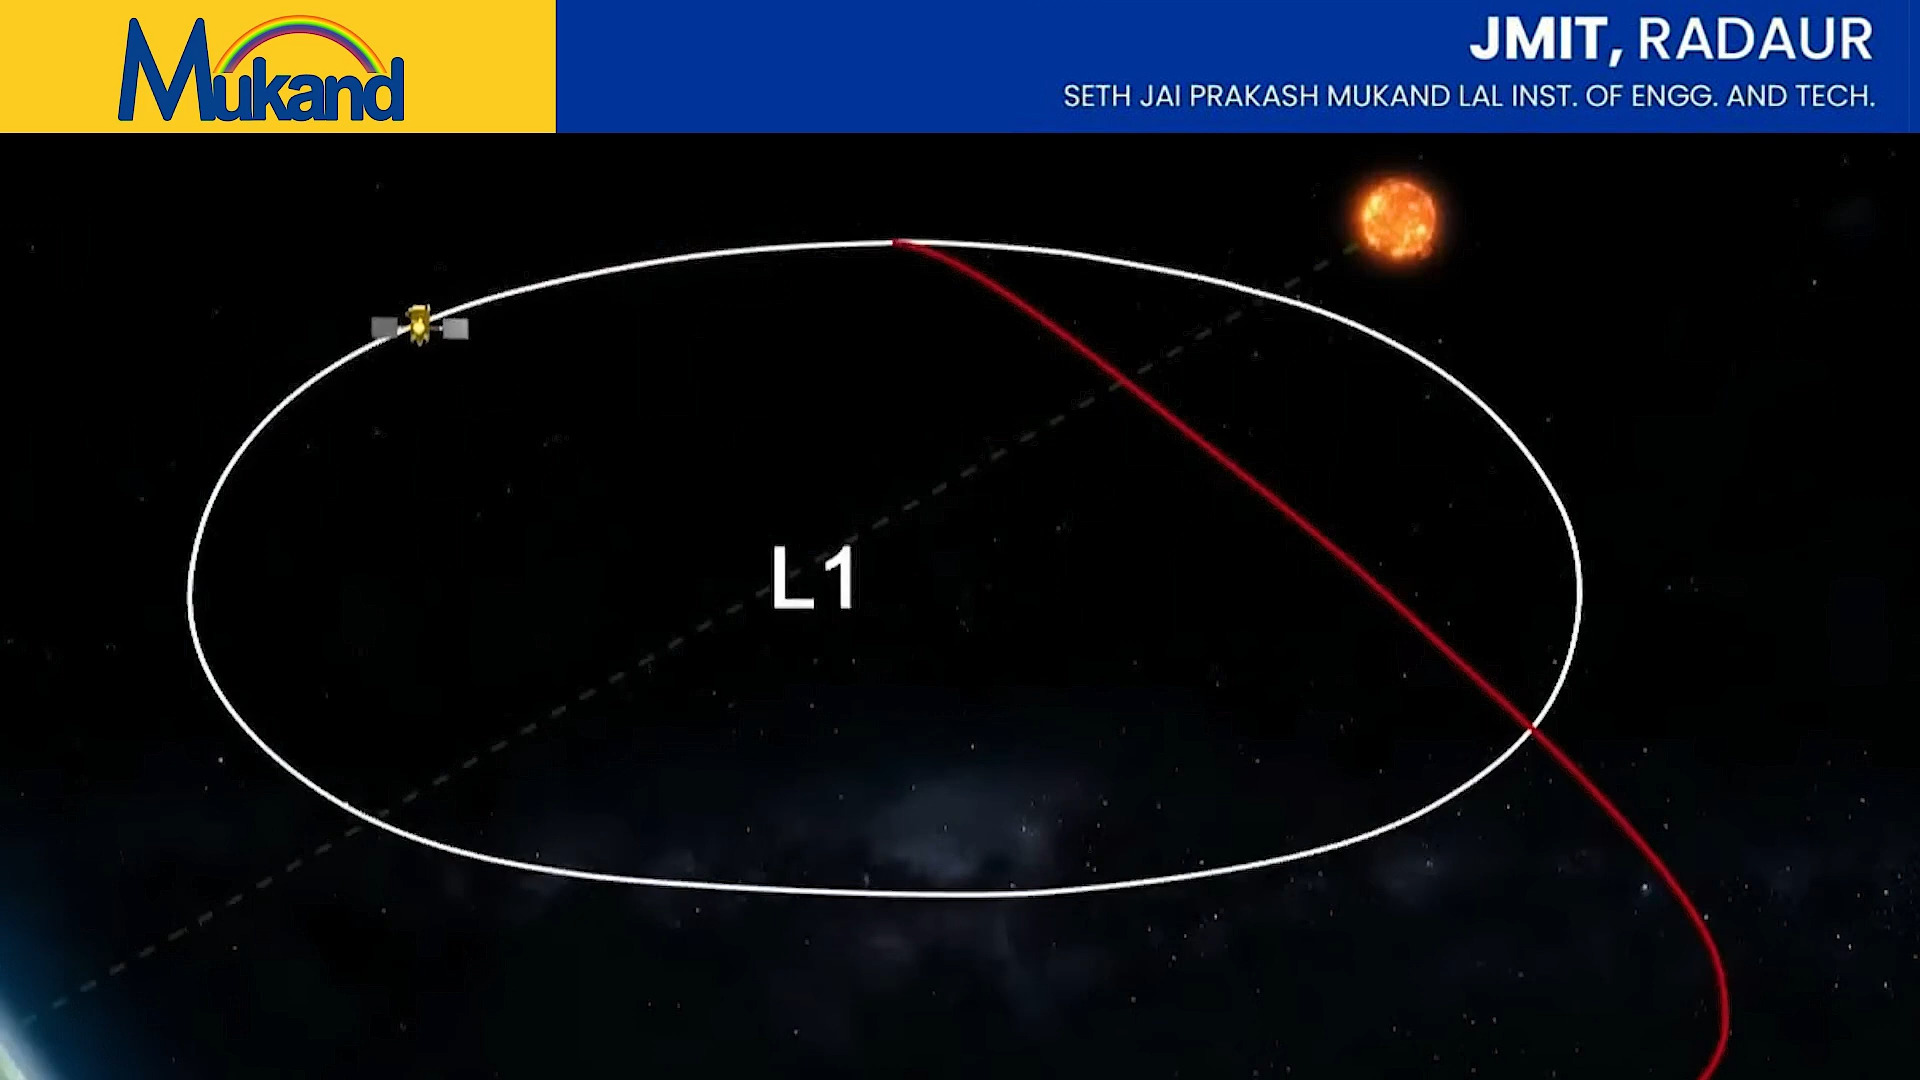 Mukand
JMIT, RADAUR
SETH JAI PRAKASH MUKAND LAL INST. OF ENGG. AND TECH.
L1